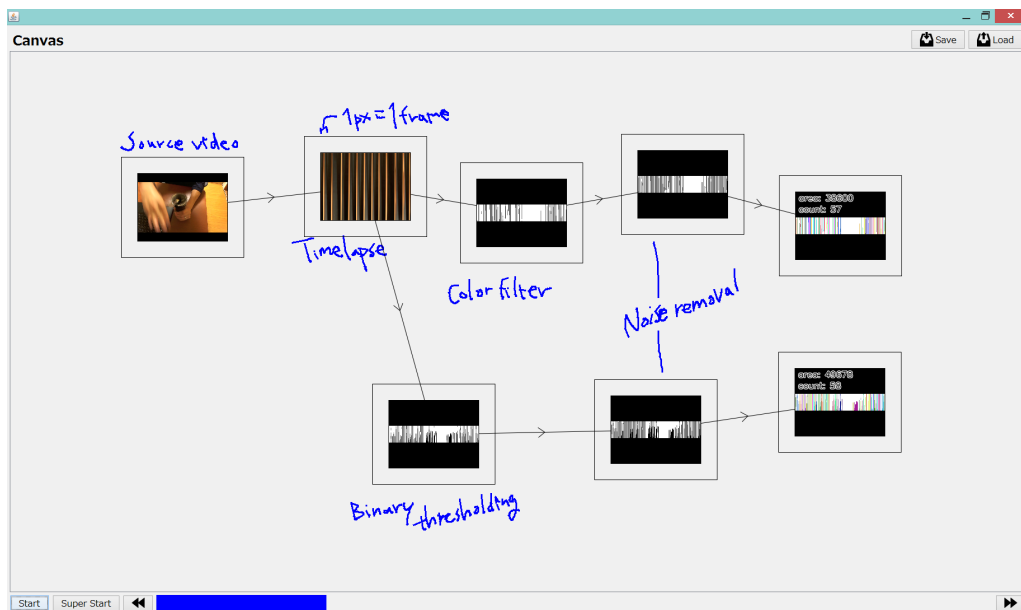 Canvas
Save
Load
1px=1frame
Source video
Timelapse
area: 38600
count: 57
Color filter
Noise removal
area: 49678
count: 58
Binary
thresholding
Start
Super Start